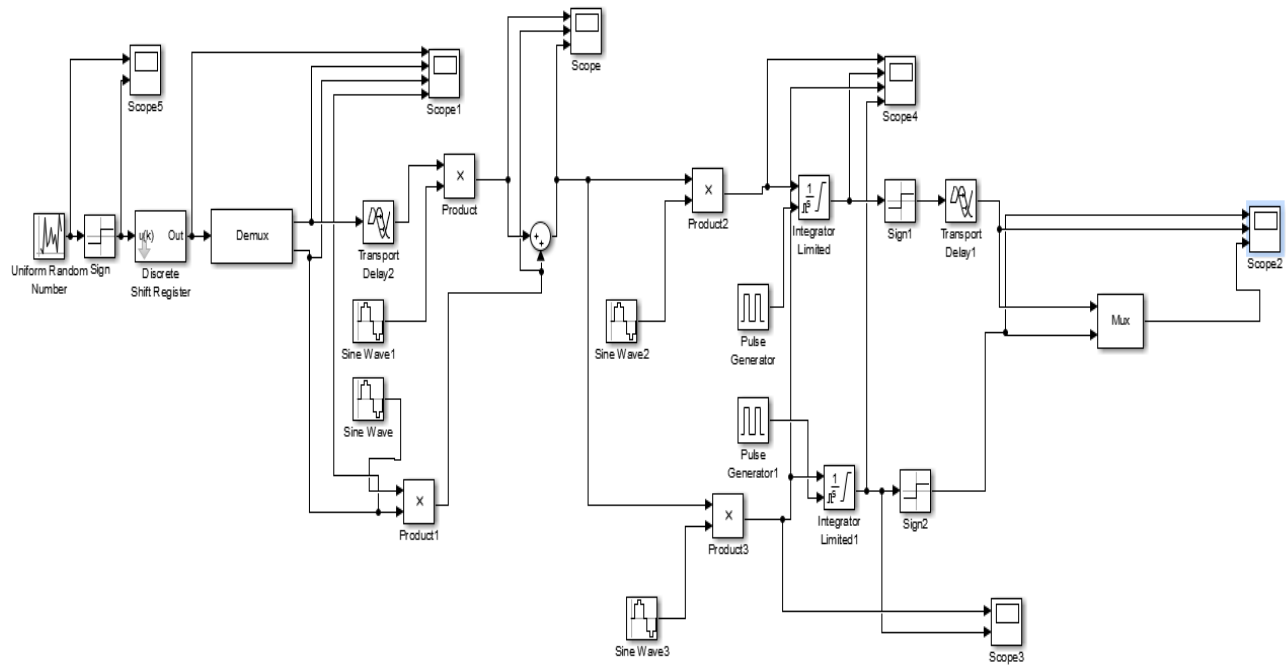 Scope
Scope5
Scope1
Scope4
×
Product
×
Product2
1
s
Integrator
Limited
Sign1
Transport
Delay1
Scope2
Uniform Random
Number
Sign
u(k) Out
Discrete
Shift Register
Demux
Transport
Delay2
+
+
Sine Wave1
Sine Wave2
Pulse
Generator
Mux
Sine Wave
Pulse
Generator1
×
Product1
×
Product3
1
s
Integrator
Limited1
Sign2
Sine Wave3
Scope3